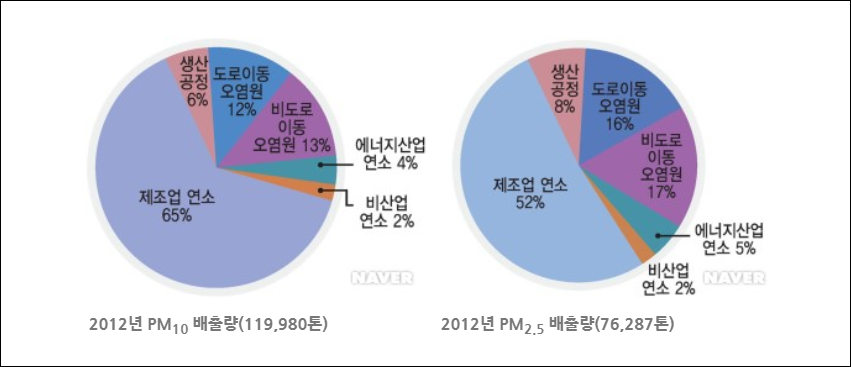 생산
공정
6%
도로이동
오염원
12%
비도로
이동
오염원 13%
에너지산업
연소 4%
비산업
연소 2%
제조업 연소
65%
NAVER
2012년 PM10 배출량(119,980톤)
생산
공정
8%
도로이동
오염원
16%
비도로
이동
오염원
17%
에너지산업
연소 5%
비산업
연소 2%
제조업 연소
52%
NAVER
2012년 PM2.5 배출량(76,287톤)